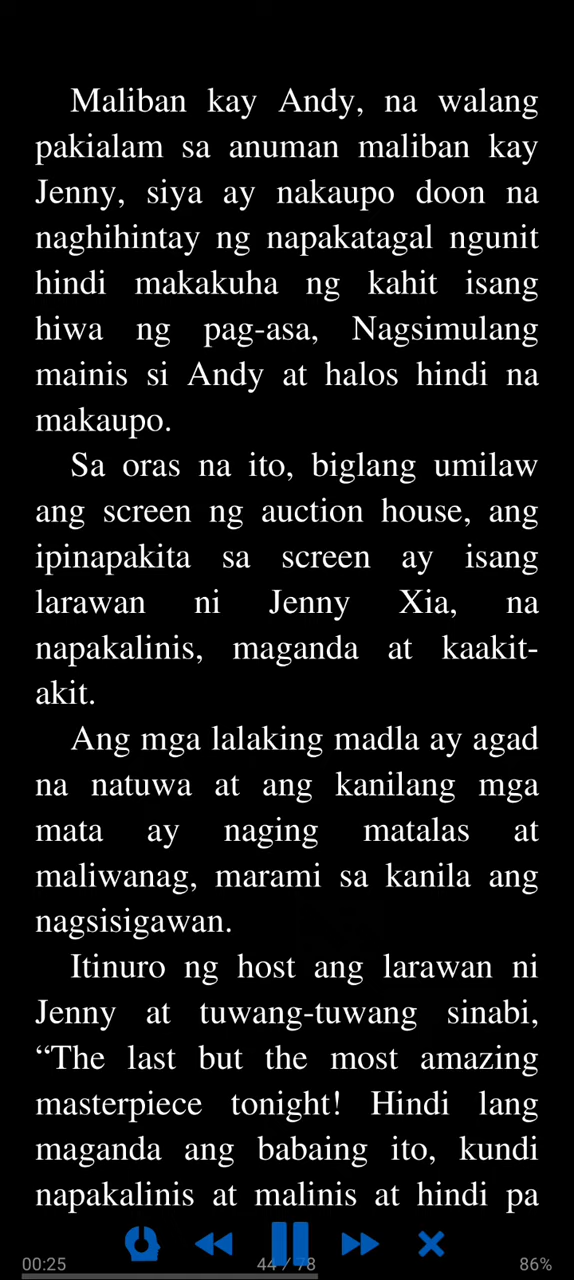 Maliban kay Andy, na walang
pakialam sa anuman maliban kay
Jenny, siya ay nakaupo doon na
naghihintay ng napakatagal ngunit
hindi makakuha ng kahit isang
hiwa ng pag-asa, Nagsimulang
mainis si Andy at halos hindi na
makaupo.
Sa oras na ito, biglang umilaw
ang screen ng auction house, ang
ipinapakita sa screen ay isang
larawan ni Jenny Xia, na
napakalinis, maganda at kaakit-
akit.
Ang mga lalaking madla ay agad
na natuwa at ang kanilang mga
mata ay naging matalas at
maliwanag, marami sa kanila ang
nagsisigawan.
Itinuro ng host ang larawan ni
Jenny at tuwang-tuwang sinabi,
“The last but the most amazing
masterpiece tonight! Hindi lang
maganda ang babaing ito, kundi
napakalinis at malinis at hindi pa
00:25 44 / 78 86%